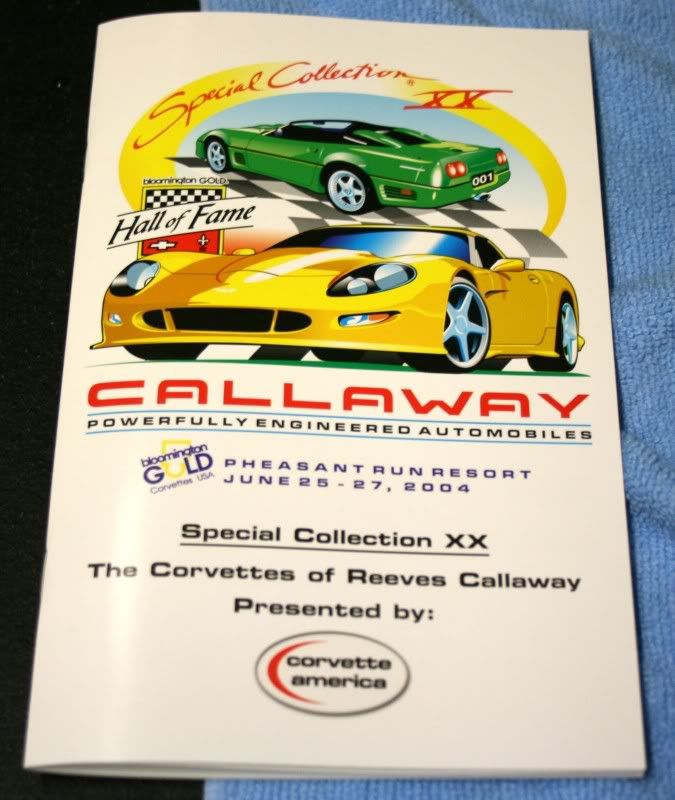 Special Collection®
XX
001
bloomington GOLD
Hall of Fame
CALLAWAY
POWERFULLY ENGINEERED AUTOMOBILES
bloomington
GOLD
Corvettes USA
PHEASANT RUN RESORT
JUNE 25 - 27, 2004
Special Collection XX
The Corvettes of Reeves Callaway
Presented by:
corvette
america